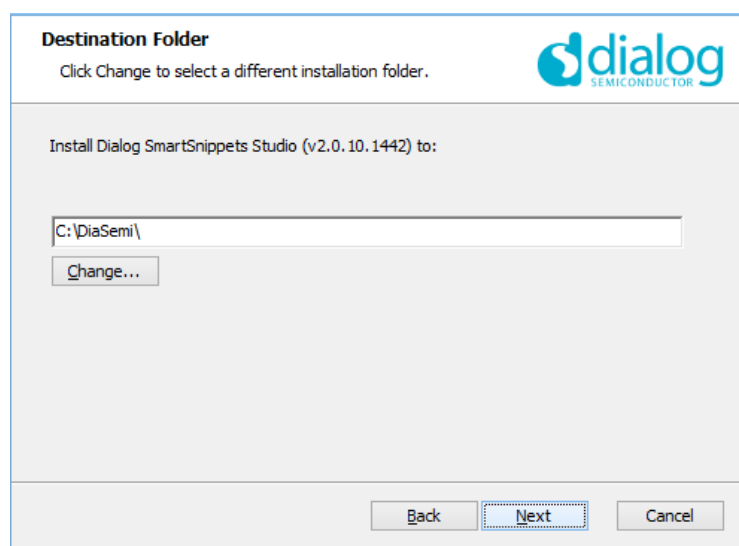 Destination Folder
Click Change to select a different installation folder.
dialog
SEMICONDUCTOR
Install Dialog SmartSnippets Studio (v2.0.10.1442) to:
C:\DiaSemi\
Change...
Back Next Cancel